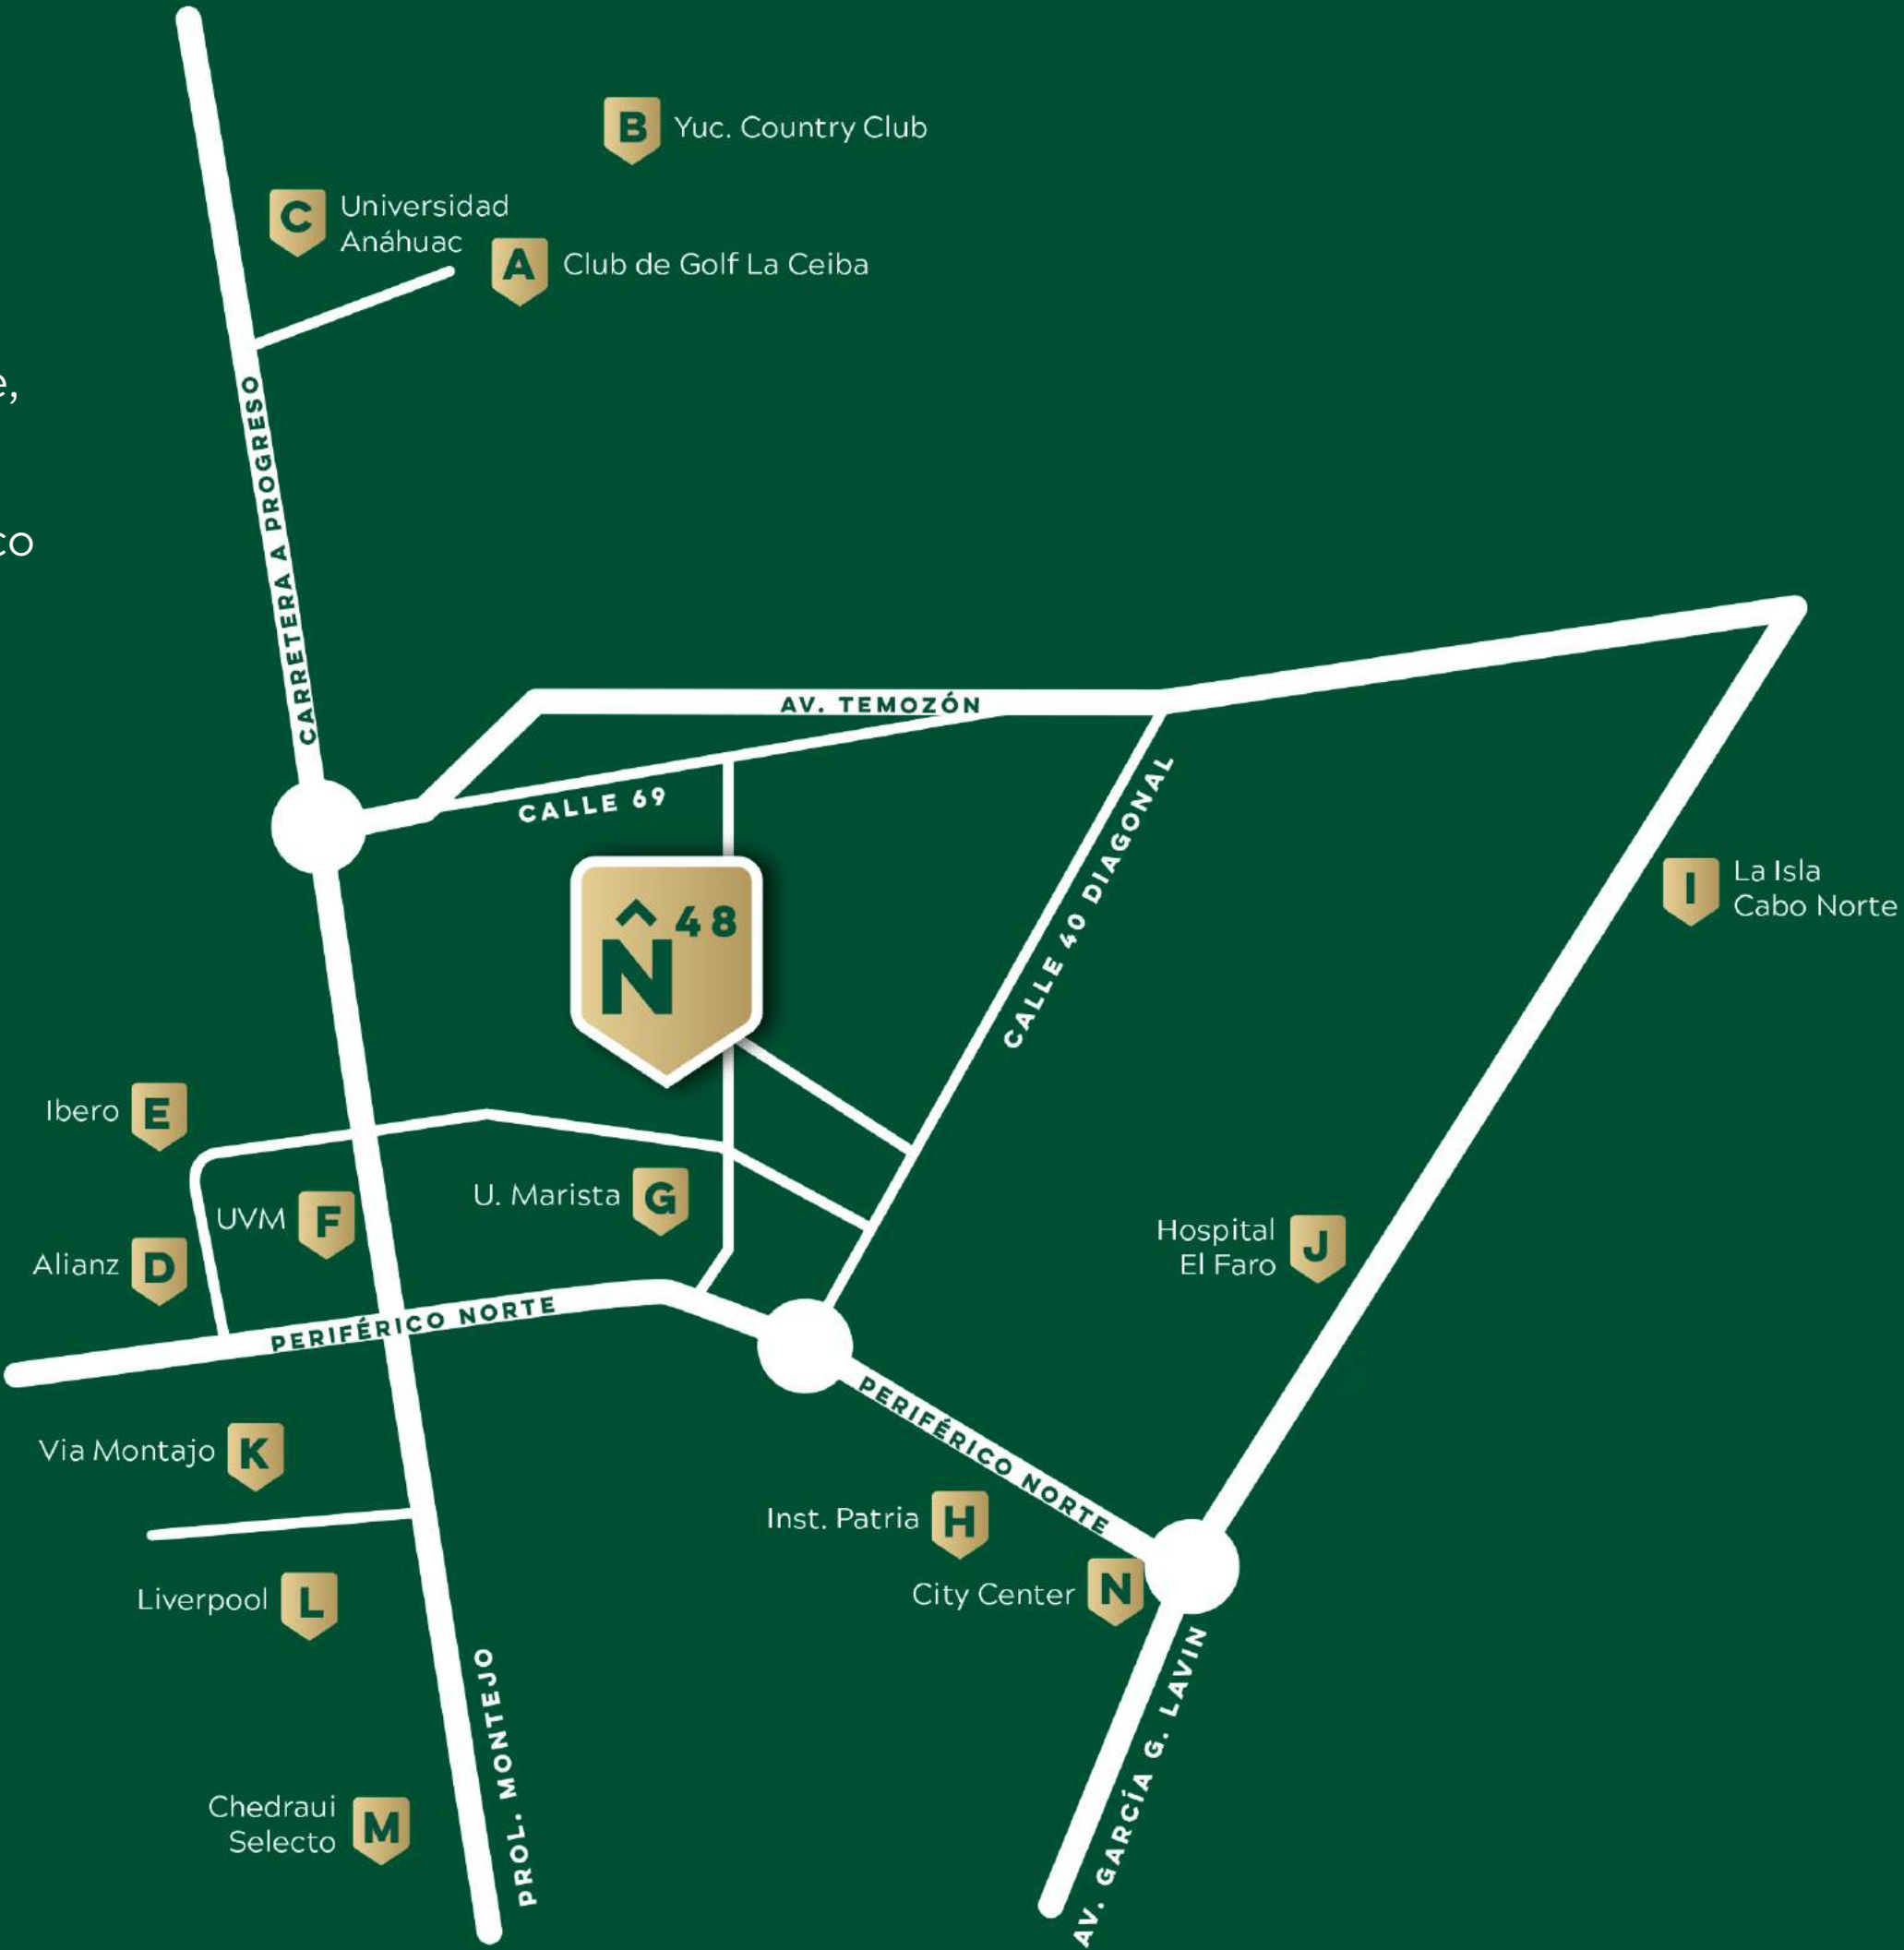 B
Yuc. Country Club
C
Universidad
Anáhuac
A
Club de Golf La Ceiba
e,
co
CARRETERA A PROGRESO
AV. TEMOZÓN
CALLE 69
CALLE 40 DIAGONAL
N̂ 48
I
La Isla
Cabo Norte
Ibero
E
UVM
F
U. Marista
G
Alianz
D
Hospital
El Faro
J
PERIFÉRICO NORTE
PERIFÉRICO NORTE
Via Montajo
K
Inst. Patria
H
City Center
N
Liverpool
L
PROL. MONTEJO
AV. GARCÍA G. LAVIN
Chedraui
Selecto
M